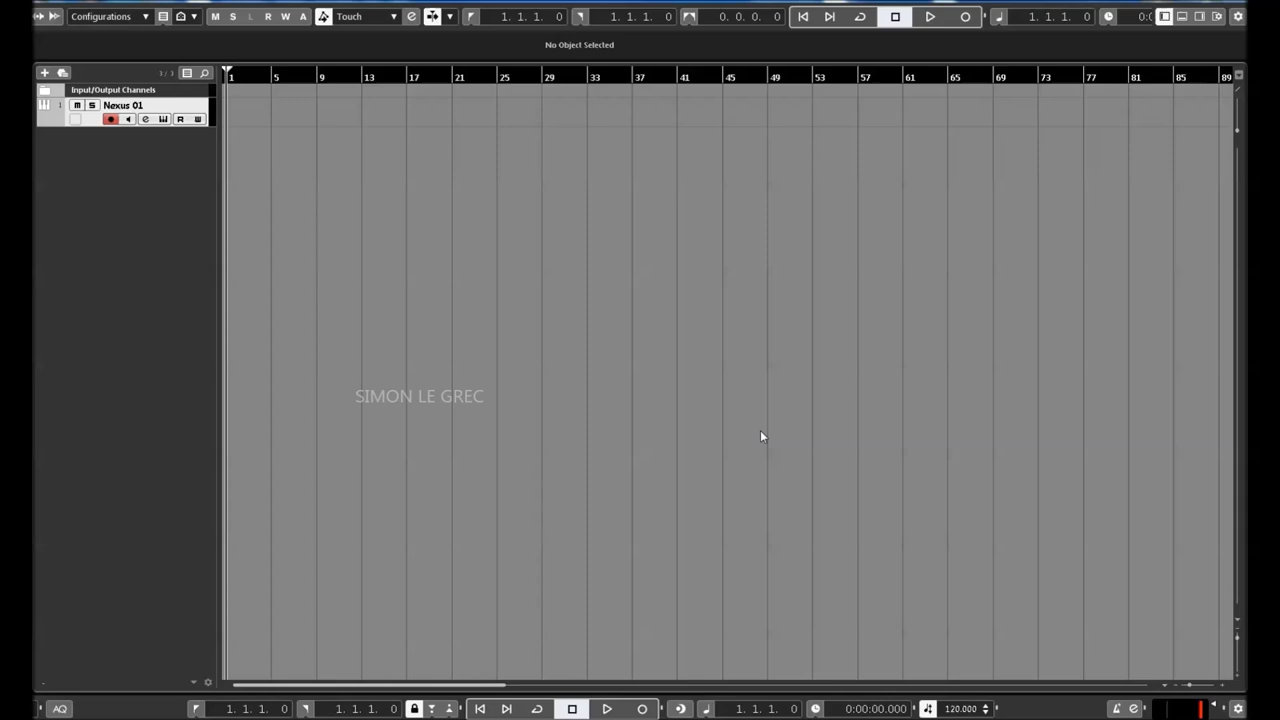 Configurations M S L R W A Touch 1. 1. 1. 0 1. 1. 1. 0 0. 0. 0. 0 1. 1. 1. 0 0:0
No Object Selected
1 5 9 13 17 21 25 29 33 37 41 45 49 53 57 61 65 69 73 77 81 85 89
Input/Output Channels
1 m S Nexus 01
e R W
SIMON LE GREC
AQ 1. 1. 1. 0 1. 1. 1. 0 1. 1. 1. 0 0:00:00.000 120.000